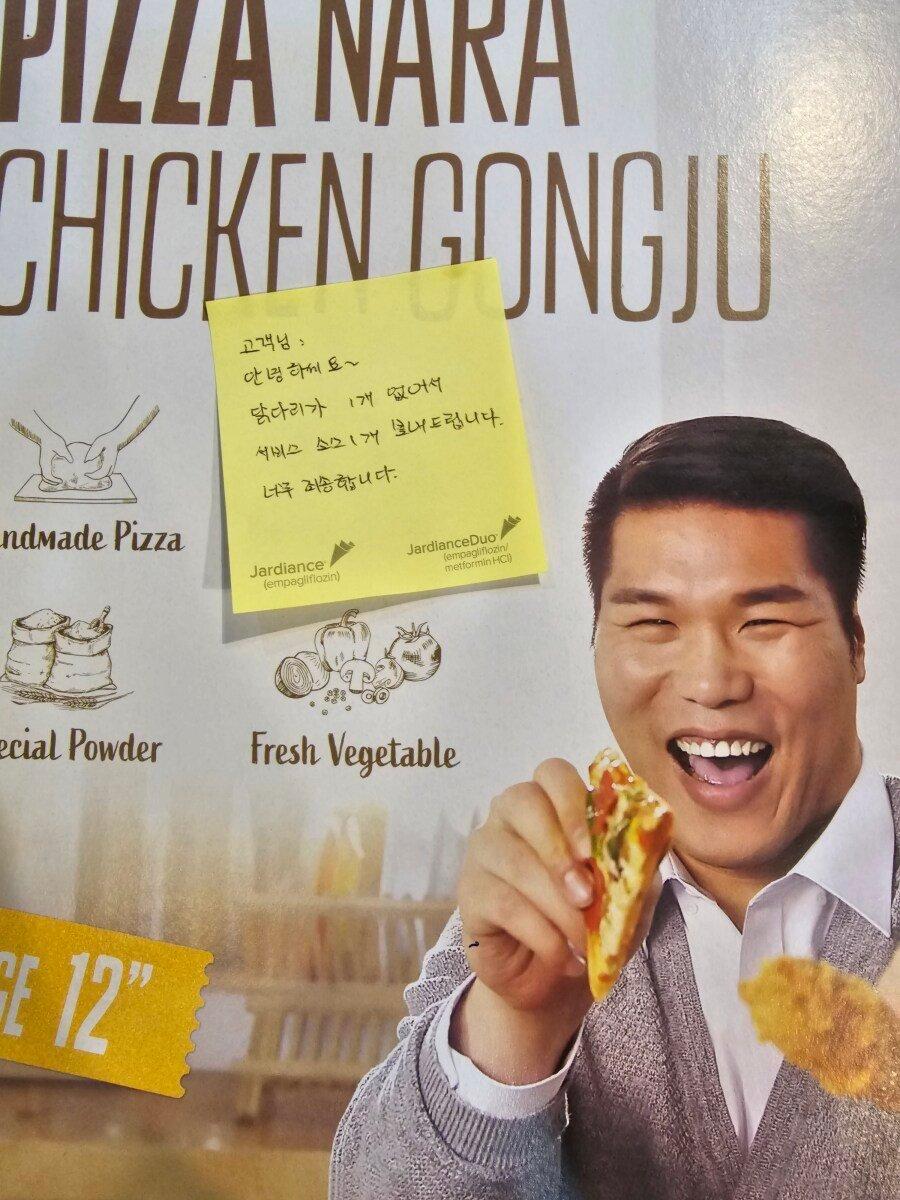 PIZZA NARA
CHICKEN GONGJU
고객님;
안녕하세요~
닭다리가 1개 없어서
서비스 소스1개 보내드립니다.
너무 죄송합니다.
Jardiance®
(empagliflozin)
JardianceDuo®
(empagliflozin/
metformin HCl)
ndmade Pizza
ecial Powder
Fresh Vegetable
GE 12”